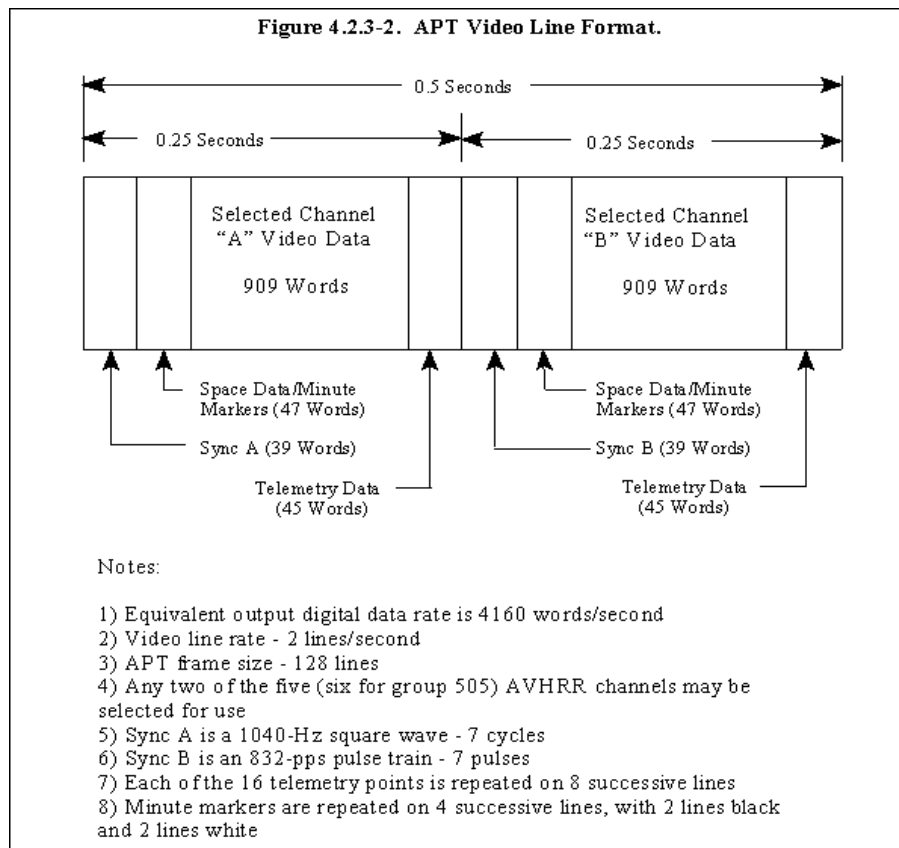 Figure 4.2.3-2. APT Video Line Format.
0.5 Seconds
0.25 Seconds
0.25 Seconds
Selected Channel
“A” Video Data
909 Words
Selected Channel
“B” Video Data
909 Words
Space Data/Minute
Markers (47 Words)
Sync A (39 Words)
Telemetry Data
(45 Words)
Space Data/Minute
Markers (47 Words)
Sync B (39 Words)
Telemetry Data
(45 Words)
Notes:
1) Equivalent output digital data rate is 4160 words/second
2) Video line rate - 2 lines/second
3) APT frame size - 128 lines
4) Any two of the five (six for group 505) AVHRR channels may be
selected for use
5) Sync A is a 1040-Hz square wave - 7 cycles
6) Sync B is an 832-pps pulse train - 7 pulses
7) Each of the 16 telemetry points is repeated on 8 successive lines
8) Minute markers are repeated on 4 successive lines, with 2 lines black
and 2 lines white